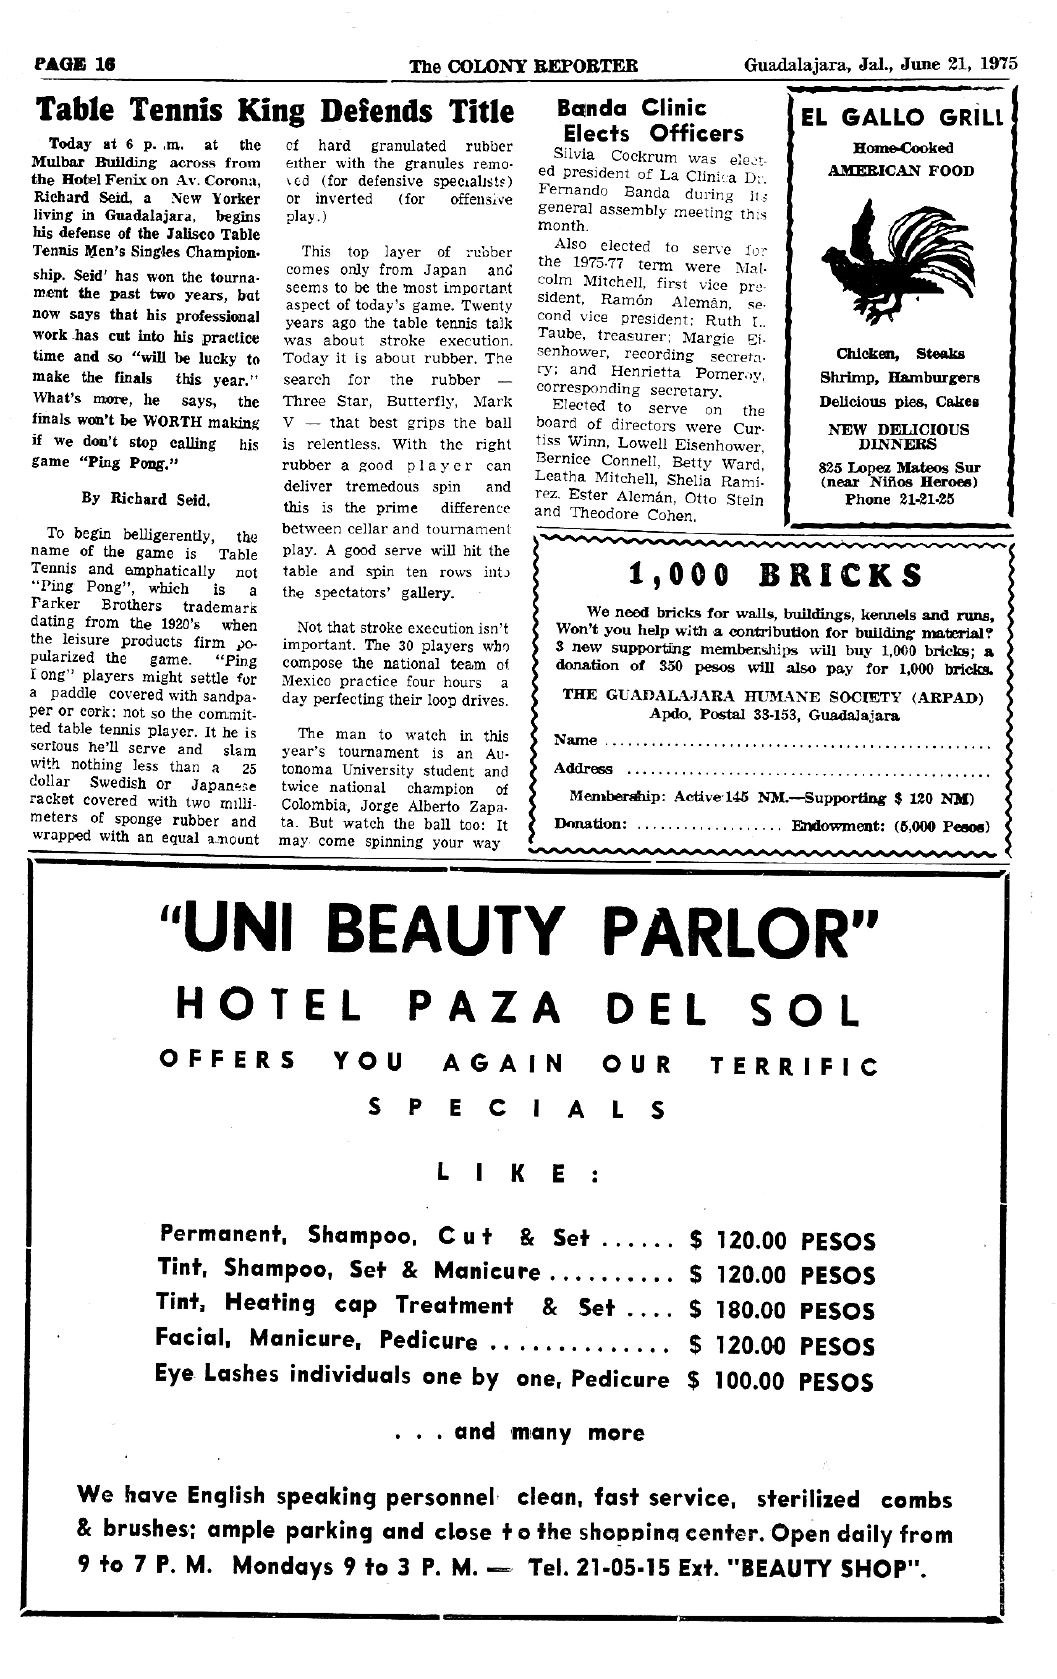 PAGE 16
The COLONY REPORTER
Guadalajara, Jal., June 21, 1975
Table Tennis King Defends Title
Today at 6 p. .m. at the
Mulbar Building across from
the Hotel Fenix on Av. Corona,
Richard Seid, a New Yorker
living in Guadalajara, begins
his defense of the Jalisco Table
Tennis Men's Singles Champion-
ship. Seid' has won the tourna-
ment the past two years, but
now says that his professional
work has cut into his practice
time and so "will be lucky to
make the finals this year."
What's more, he says, the
finals won't be WORTH making
if we don't stop calling his
game "Ping Pong."
By Richard Seid.
To begin belligerently, the
name of the game is Table
Tennis and emphatically not
"Ping Pong", which is a
Parker Brothers trademark
dating from the 1920's when
the leisure products firm po-
pularized the game. "Ping
Pong" players might settle for
a paddle covered with sandpa-
per or cork; not so the commit-
ted table tennis player. It he is
serious he'll serve and slam
with nothing less than a 25
dollar Swedish or Japanese
racket covered with two milli-
meters of sponge rubber and
wrapped with an equal amount
of hard granulated rubber
either with the granules remo-
ved (for defensive specialists)
or inverted (for offensive
play.)
This top layer of rubber
comes only from Japan and
seems to be the most important
aspect of today's game. Twenty
years ago the table tennis talk
was about stroke execution.
Today it is about rubber. The
search for the rubber —
Three Star, Butterfly, Mark
V — that best grips the ball
is relentless. With the right
rubber a good player can
deliver tremedous spin and
this is the prime difference
between cellar and tournament
play. A good serve will hit the
table and spin ten rows into
the spectators' gallery.
Not that stroke execution isn't
important. The 30 players who
compose the national team of
Mexico practice four hours a
day perfecting their loop drives.
The man to watch in this
year's tournament is an Au-
tonoma University student and
twice national champion of
Colombia, Jorge Alberto Zapa-
ta. But watch the ball too: It
may come spinning your way
Banda Clinic
Elects Officers
Silvia Cockrum was elect-
ed president of La Clínica Dr.
Fernando Banda during its
general assembly meeting this
month.
Also elected to serve for
the 1975-77 term were Mal-
colm Mitchell, first vice pre-
sident, Ramón Alemán, se-
cond vice president; Ruth L.
Taube, treasurer; Margie Ei-
senhower, recording secreta-
ry; and Henrietta Pomeroy,
corresponding secretary.
Elected to serve on the
board of directors were Cur-
tiss Winn, Lowell Eisenhower,
Bernice Connell, Betty Ward,
Leatha Mitchell, Shelia Rami-
rez, Ester Alemán, Otto Stein
and Theodore Cohen.
EL GALLO GRILL
Home-Cooked
AMERICAN FOOD
Chicken, Steaks
Shrimp, Hamburgers
Delicious pies, Cakes
NEW DELICIOUS
DINNERS
825 Lopez Mateos Sur
(near Niños Heroes)
Phone 21-21-25
1,000 BRICKS
We need bricks for walls, buildings, kennels and runs,
Won't you help with a contribution for building material?
3 new supporting memberships will buy 1,000 bricks; a
donation of 350 pesos will also pay for 1,000 bricks.
THE GUADALAJARA HUMANE SOCIETY (ARPAD)
Apdo. Postal 33-153, Guadalajara
Name ..........................................
Address ........................................
Membership: Active 145 NM.—Supporting $ 120 NM)
Donation: .................. Endowment: (5,000 Pesos)
"UNI BEAUTY PARLOR"
HOTEL PAZA DEL SOL
OFFERS YOU AGAIN OUR TERRIFIC
SPECIALS
LIKE:
Permanent, Shampoo, Cut & Set ...... $ 120.00 PESOS
Tint, Shampoo, Set & Manicure .......... $ 120.00 PESOS
Tint, Heating cap Treatment & Set .... $ 180.00 PESOS
Facial, Manicure, Pedicure .............. $ 120.00 PESOS
Eye Lashes individuals one by one, Pedicure $ 100.00 PESOS
. . . and many more
We have English speaking personnel clean, fast service, sterilized combs
& brushes; ample parking and close to the shopping center. Open daily from
9 to 7 P. M. Mondays 9 to 3 P. M. — Tel. 21-05-15 Ext. "BEAUTY SHOP".